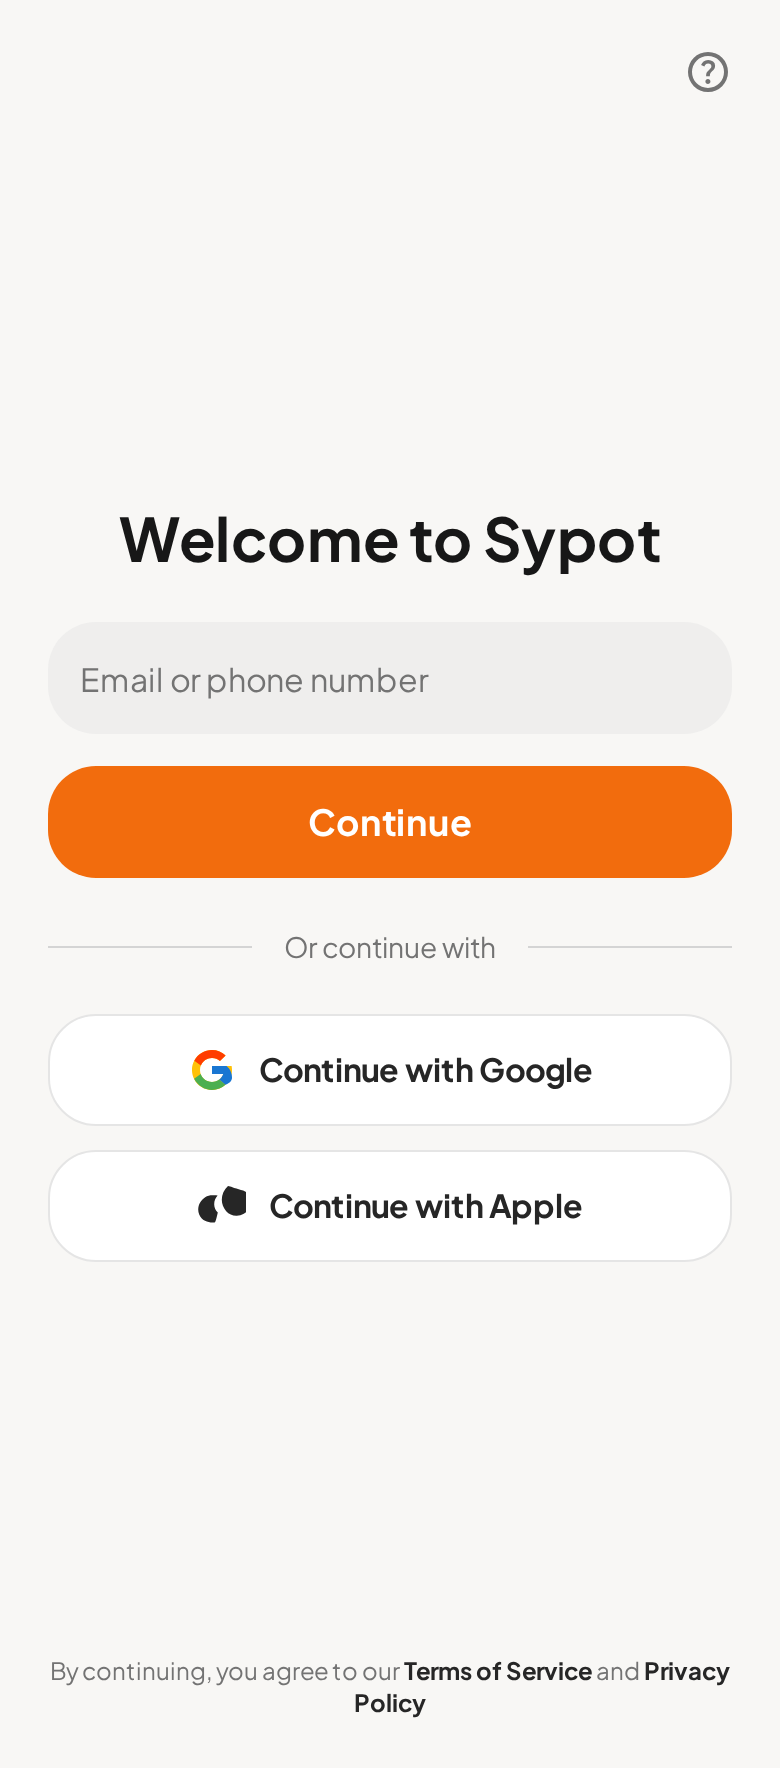 Welcome to Sypot
Email or phone number
Continue
Or continue with
Continue with Google
Continue with Apple
By continuing, you agree to our Terms of Service and Privacy
Policy